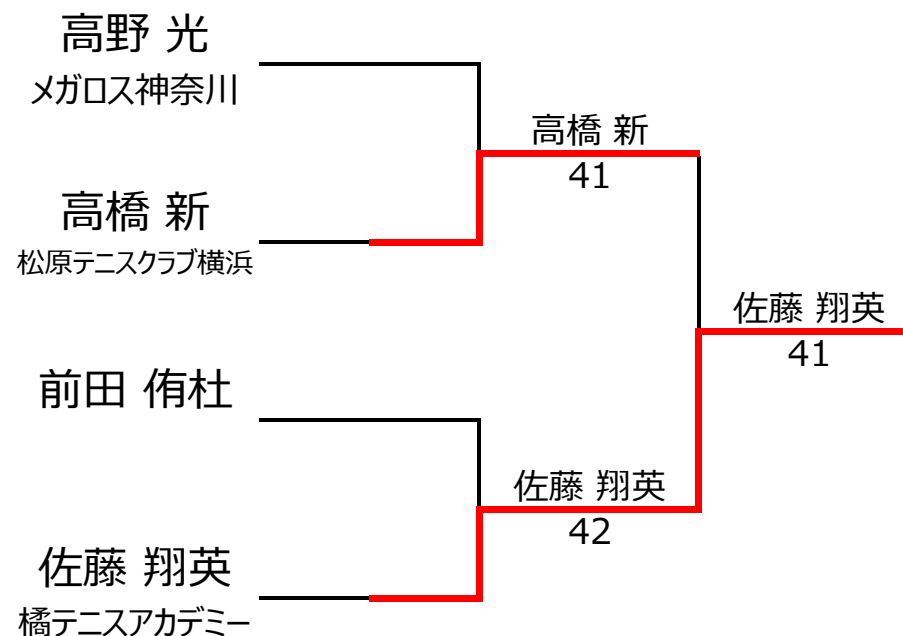 高野 光
メガロス神奈川
高橋 新
41
高橋 新
松原テニスクラブ横浜
佐藤 翔英
41
前田 侑杜
佐藤 翔英
42
佐藤 翔英
橘テニスアカデミー